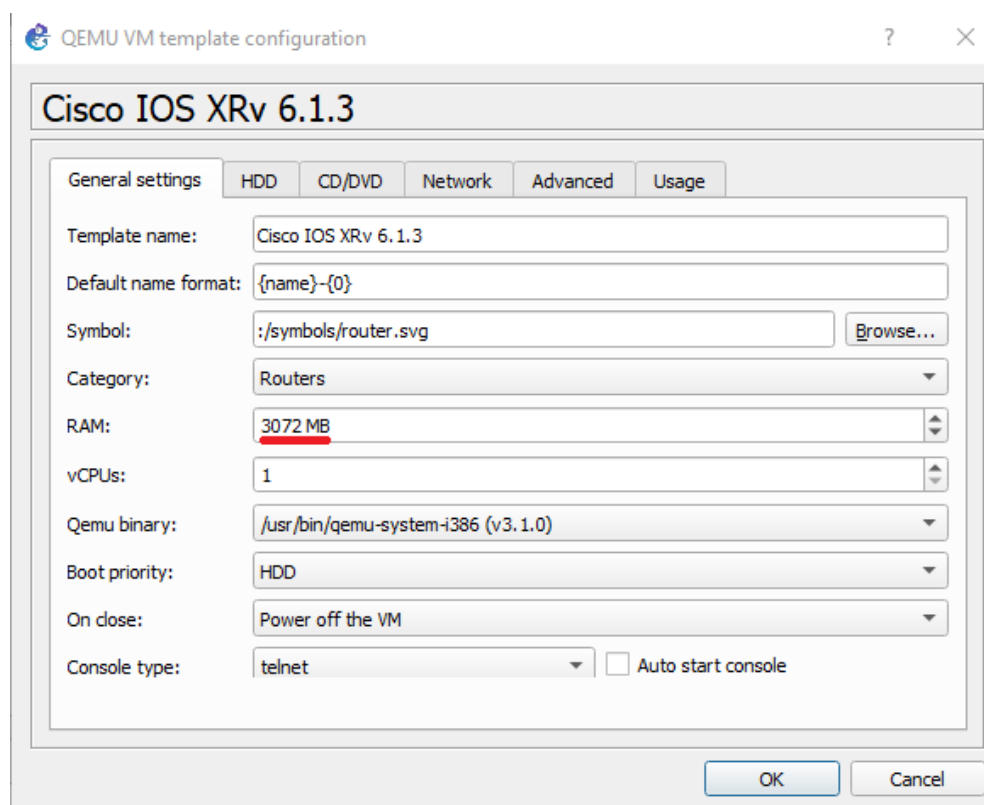 QEMU VM template configuration ? ×
Cisco IOS XRv 6.1.3
General settings HDD CD/DVD Network Advanced Usage
Template name: Cisco IOS XRv 6.1.3
Default name format: {name}-{0}
Symbol: :/symbols/router.svg Browse...
Category: Routers
RAM: 3072 MB
vCPUs: 1
Qemu binary: /usr/bin/qemu-system-i386 (v3.1.0)
Boot priority: HDD
On close: Power off the VM
Console type: telnet Auto start console
OK Cancel